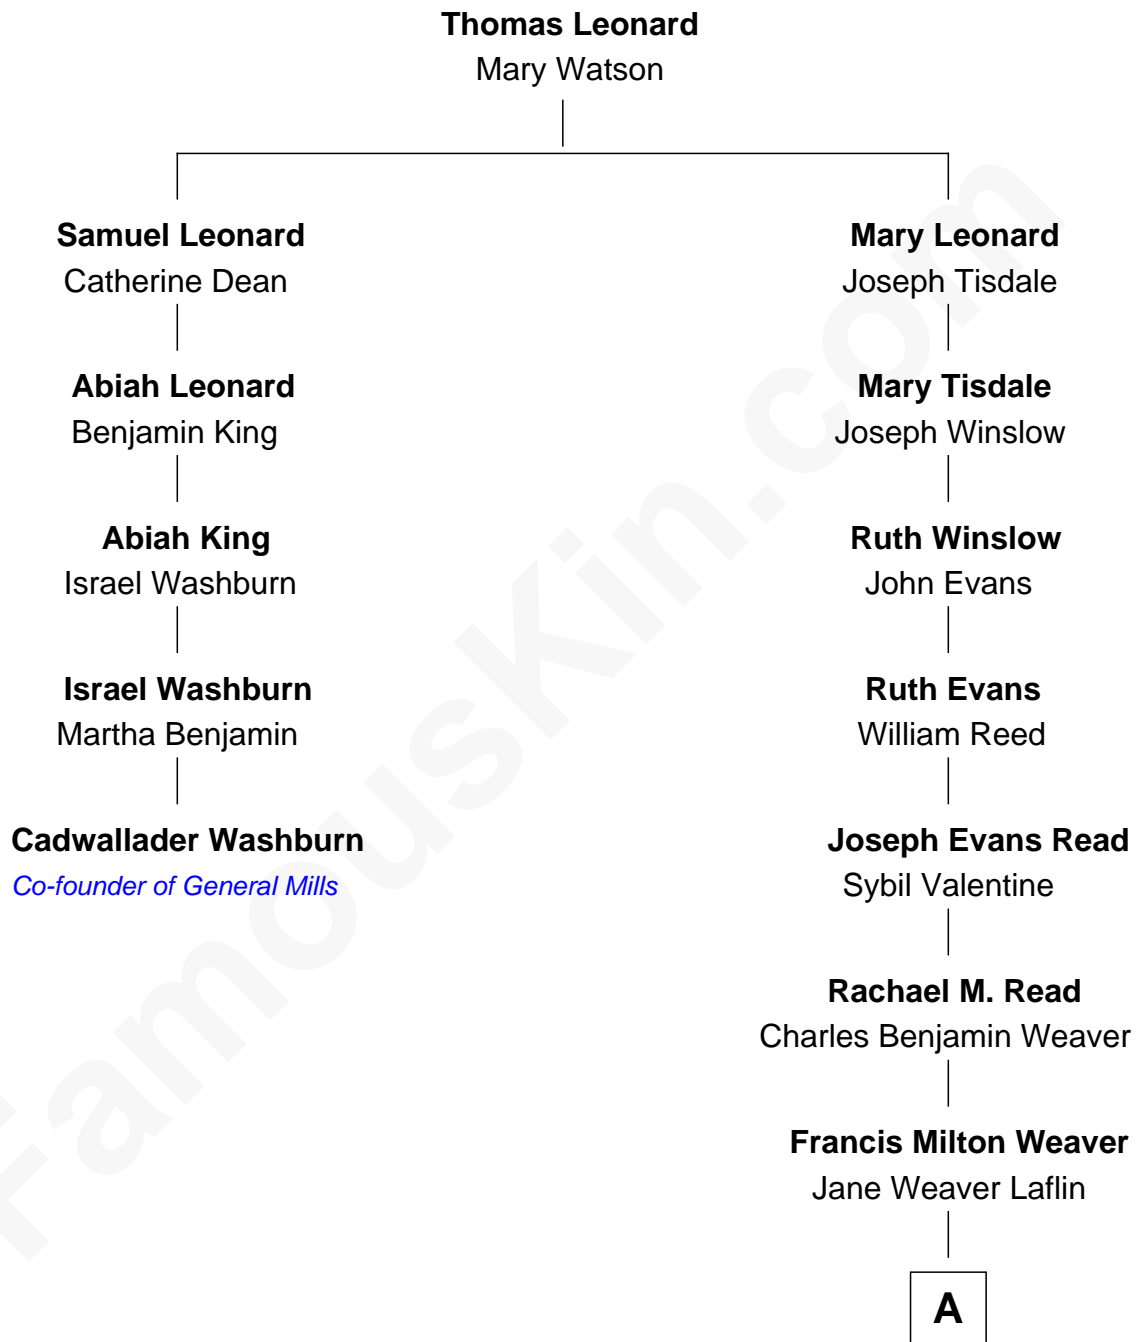 Thomas Leonard
Mary Watson
Samuel Leonard
Catherine Dean
Mary Leonard
Joseph Tisdale
Abiah Leonard
Benjamin King
Mary Tisdale
Joseph Winslow
Abiah King
Israel Washburn
Ruth Winslow
John Evans
Israel Washburn
Martha Benjamin
Ruth Evans
William Reed
Cadwallader Washburn
Co-founder of General Mills
Joseph Evans Read
Sybil Valentine
Rachael M. Read
Charles Benjamin Weaver
Francis Milton Weaver
Jane Weaver Laflin
A
FamousKin.com